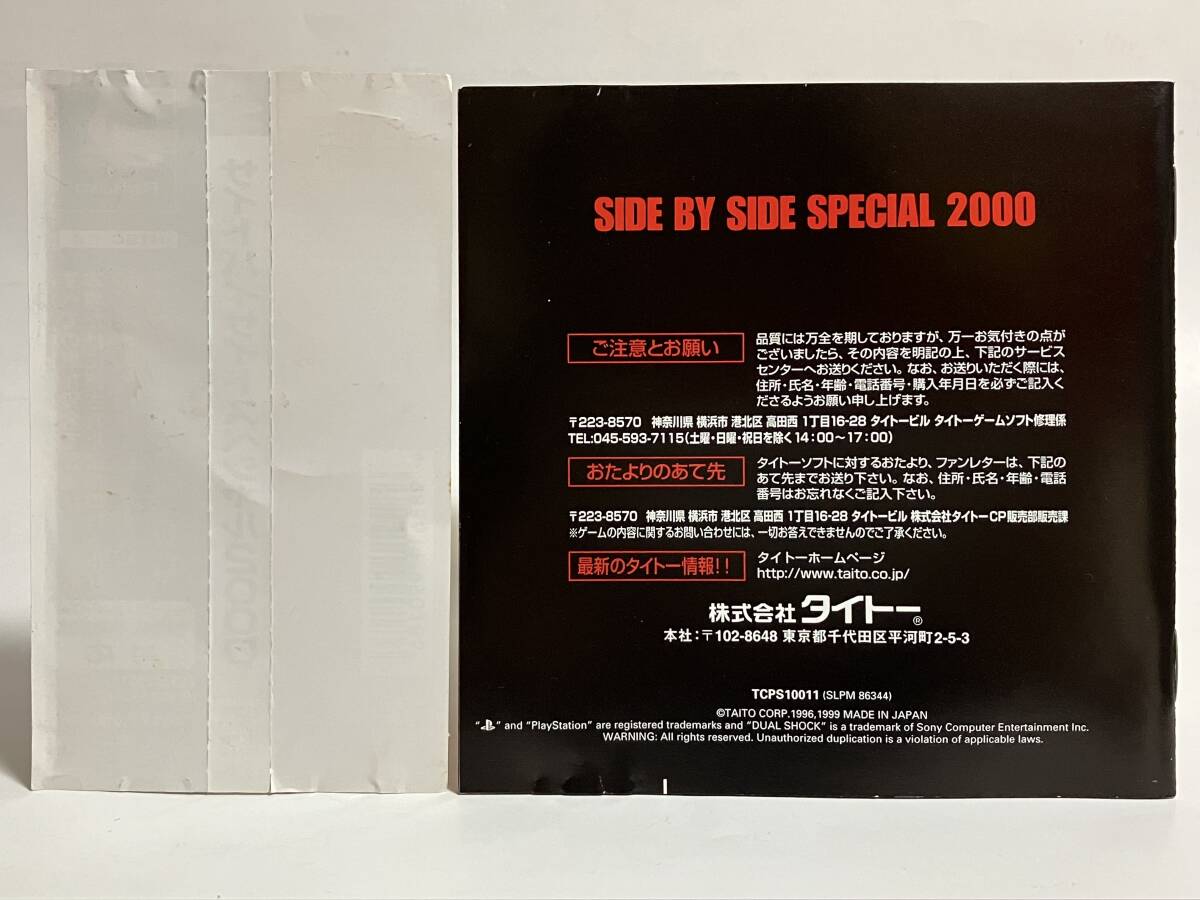 SIDE BY SIDE SPECIAL 2000
ご注意とお願い
品質には万全を期しておりますが、万一お気付きの点が
ございましたら、その内容を明記の上、下記のサービス
センターへお送りください。なお、お送りいただく際には、
住所・氏名・年齢・電話番号・購入年月日を必ずご記入く
ださるようお願い申し上げます。
〒223-8570 神奈川県 横浜市 港北区 高田西 1丁目16-28 タイトービル タイトーゲームソフト修理係
TEL:045-593-7115(土曜・日曜・祝日を除く14:00〜17:00)
おたよりのあて先
タイトーソフトに対するおたより、ファンレターは、下記の
あて先までお送り下さい。なお、住所・氏名・年齢・電話
番号はお忘れなくご記入下さい。
〒223-8570 神奈川県 横浜市 港北区 高田西 1丁目16-28 タイトービル 株式会社タイトーCP販売部販売課
※ゲームの内容に関するお問い合わせには、一切お答えできませんのでご了承ください。
最新のタイトー情報!!
タイトーホームページ
http://www.taito.co.jp/
株式会社 タイトー®
本社:〒102-8648 東京都千代田区平河町2-5-3
TCPS10011 (SLPM 86344)
©TAITO CORP.1996,1999 MADE IN JAPAN
" " and "PlayStation" are registered trademarks and "DUAL SHOCK" is a trademark of Sony Computer Entertainment Inc.
WARNING: All rights reserved. Unauthorized duplication is a violation of applicable laws.